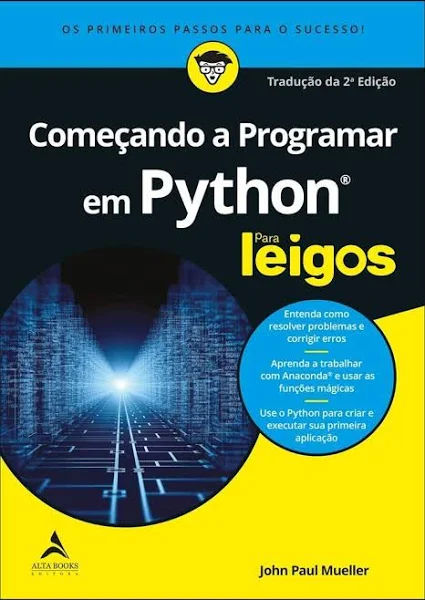 OS PRIMEIROS PASSOS PARA O SUCESSO!
Tradução da 2ª Edição
Começando a Programar
em Python®
Para
leigos
Entenda como
resolver problemas e
corrigir erros
Aprenda a trabalhar
com Anaconda® e usar as
funções mágicas
Use o Python para criar e
executar sua primeira
aplicação
ALTA BOOKS
EDITORA
John Paul Mueller